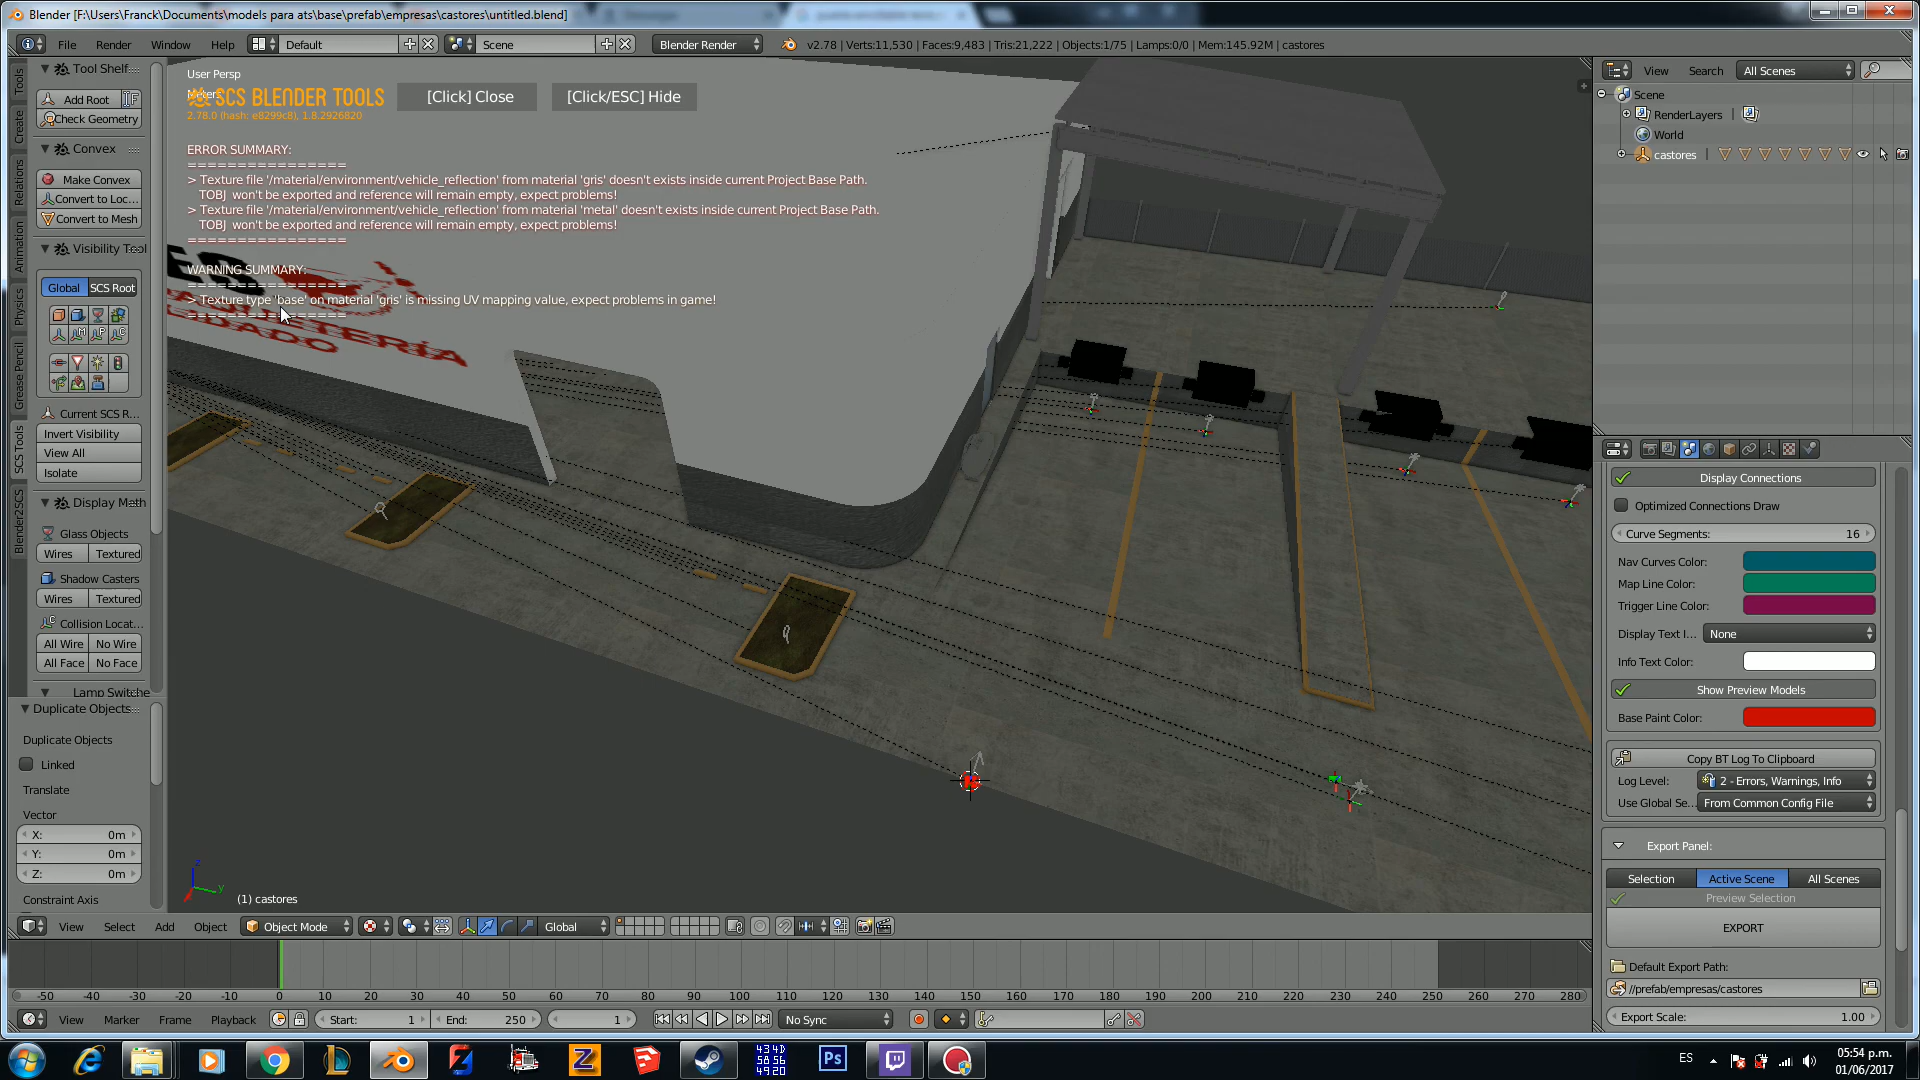 Blender [F:\Users\Franck\Documents\models para ats\base\prefab\empresas\castores\untitled.blend]
File Render Window Help Default Scene Blender Render v2.78 | Verts:11,530 | Faces:9,483 | Tris:21,222 | Objects:1/75 | Lamps:0/0 | Mem:145.92M | castores
Tools
Create
Relations
Animation
Physics
Grease Pencil
SCS Tools
Blender2SCS
Tool Shelf
Add Root
Check Geometry
Convex
Make Convex
Convert to Loc...
Convert to Mesh
Visibility Tool
Global SCS Root
Current SCS R...
Invert Visibility
View All
Isolate
Display Meth
Glass Objects
Wires Textured
Shadow Casters
Wires Textured
Collision Locat...
All Wire No Wire
All Face No Face
Lamp Switche
Duplicate Objects
Duplicate Objects
Linked
Translate
Vector
X: 0m
Y: 0m
Z: 0m
Constraint Axis
User Persp
SCS BLENDER TOOLS [Click] Close [Click/ESC] Hide
2.78.0 (hash: e8299c8), 1.8.2926820
ERROR SUMMARY:
================
> Texture file '/material/environment/vehicle_reflection' from material 'gris' doesn't exists inside current Project Base Path.
TOBJ won't be exported and reference will remain empty, expect problems!
> Texture file '/material/environment/vehicle_reflection' from material 'metal' doesn't exists inside current Project Base Path.
TOBJ won't be exported and reference will remain empty, expect problems!
================
WARNING SUMMARY:
================
> Texture type 'base' on material 'gris' is missing UV mapping value, expect problems in game!
================
z
y
(1) castores
View Select Add Object Object Mode Global
View Search All Scenes
Scene
RenderLayers |
World
castores
Display Connections
Optimized Connections Draw
Curve Segments: 16
Nav Curves Color:
Map Line Color:
Trigger Line Color:
Display Text I... None
Info Text Color:
Show Preview Models
Base Paint Color:
Copy BT Log To Clipboard
Log Level: 2 - Errors, Warnings, Info
Use Global Se... From Common Config File
Export Panel:
Selection Active Scene All Scenes
Preview Selection
EXPORT
Default Export Path:
//prefab/empresas/castores
Export Scale: 1.00
-50 -40 -30 -20 -10 0 10 20 30 40 50 60 70 80 90 100 110 120 130 140 150 160 170 180 190 200 210 220 230 240 250 260 270 280
View Marker Frame Playback Start: 1 End: 250 1 No Sync
434D
5856
4920
Ps
ES
05:54 p.m.
01/06/2017